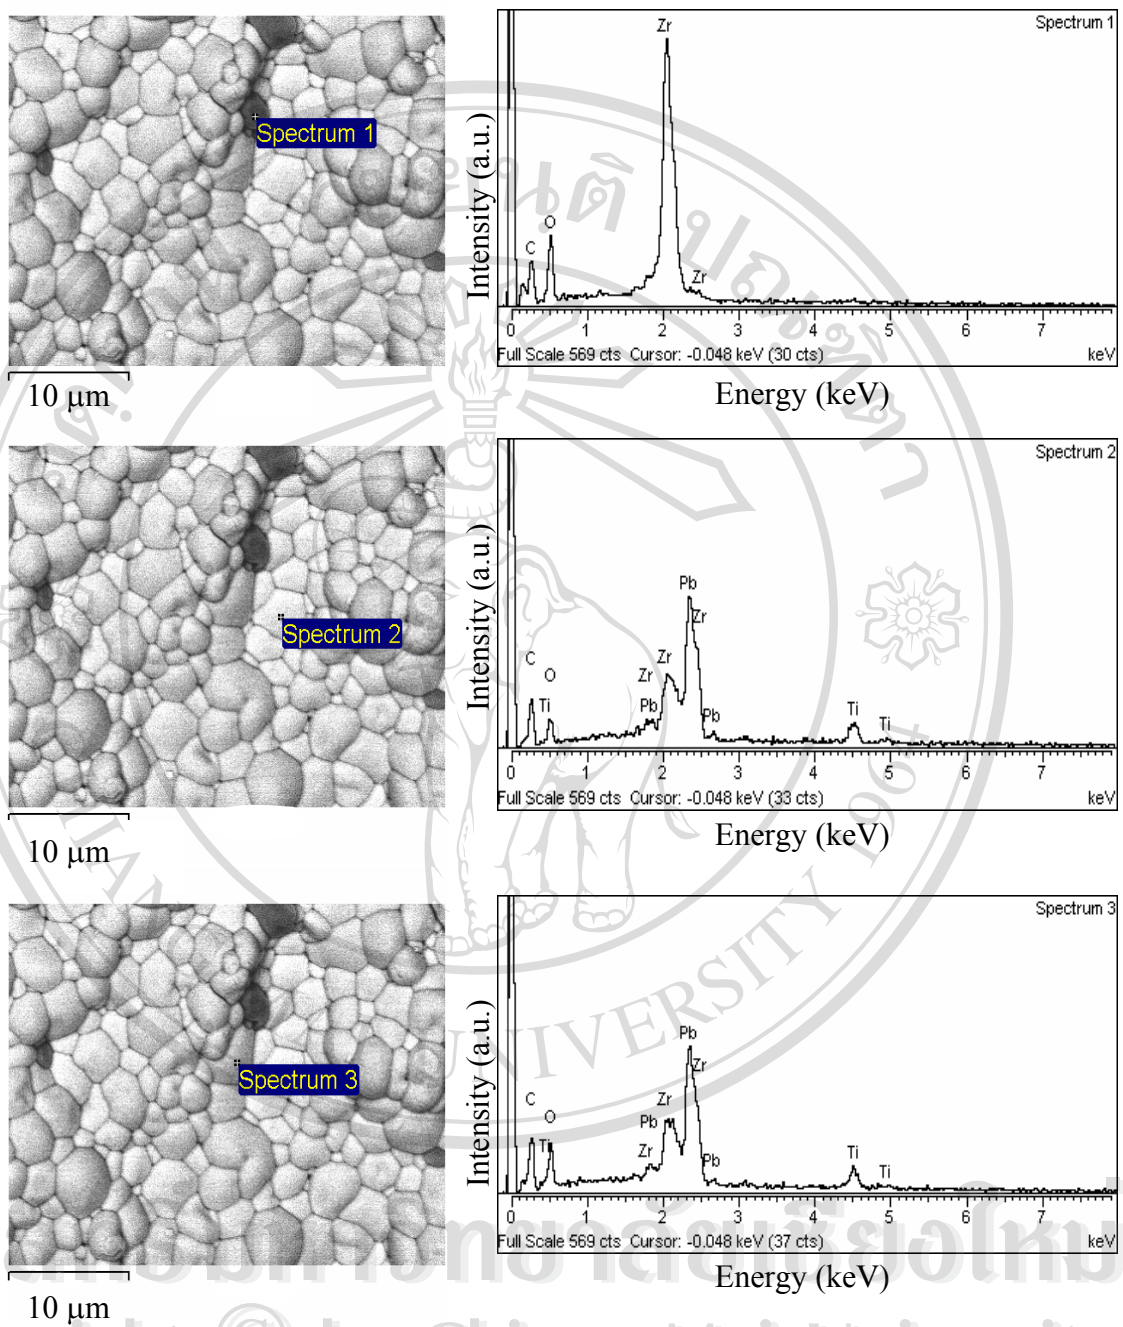 Spectrum 1
10 μm
Intensity (a.u.)
Spectrum 1
Zr
O
C
Zr
0 1 2 3 4 5 6 7
Full Scale 569 cts Cursor: -0.048 keV (30 cts) keV
Energy (keV)
Spectrum 2
10 μm
Intensity (a.u.)
Spectrum 2
Pb
Zr
Zr
C
O
Zr
Ti
Pb
Pb
Ti
Ti
0 1 2 3 4 5 6 7
Full Scale 569 cts Cursor: -0.048 keV (33 cts) keV
Energy (keV)
Spectrum 3
10 μm
Intensity (a.u.)
Spectrum 3
Pb
Zr
Zr
C
O
Pb
Ti
Zr
Pb
Ti
Ti
0 1 2 3 4 5 6 7
Full Scale 569 cts Cursor: -0.048 keV (37 cts) keV
Energy (keV)
UNIVERSITY 1964